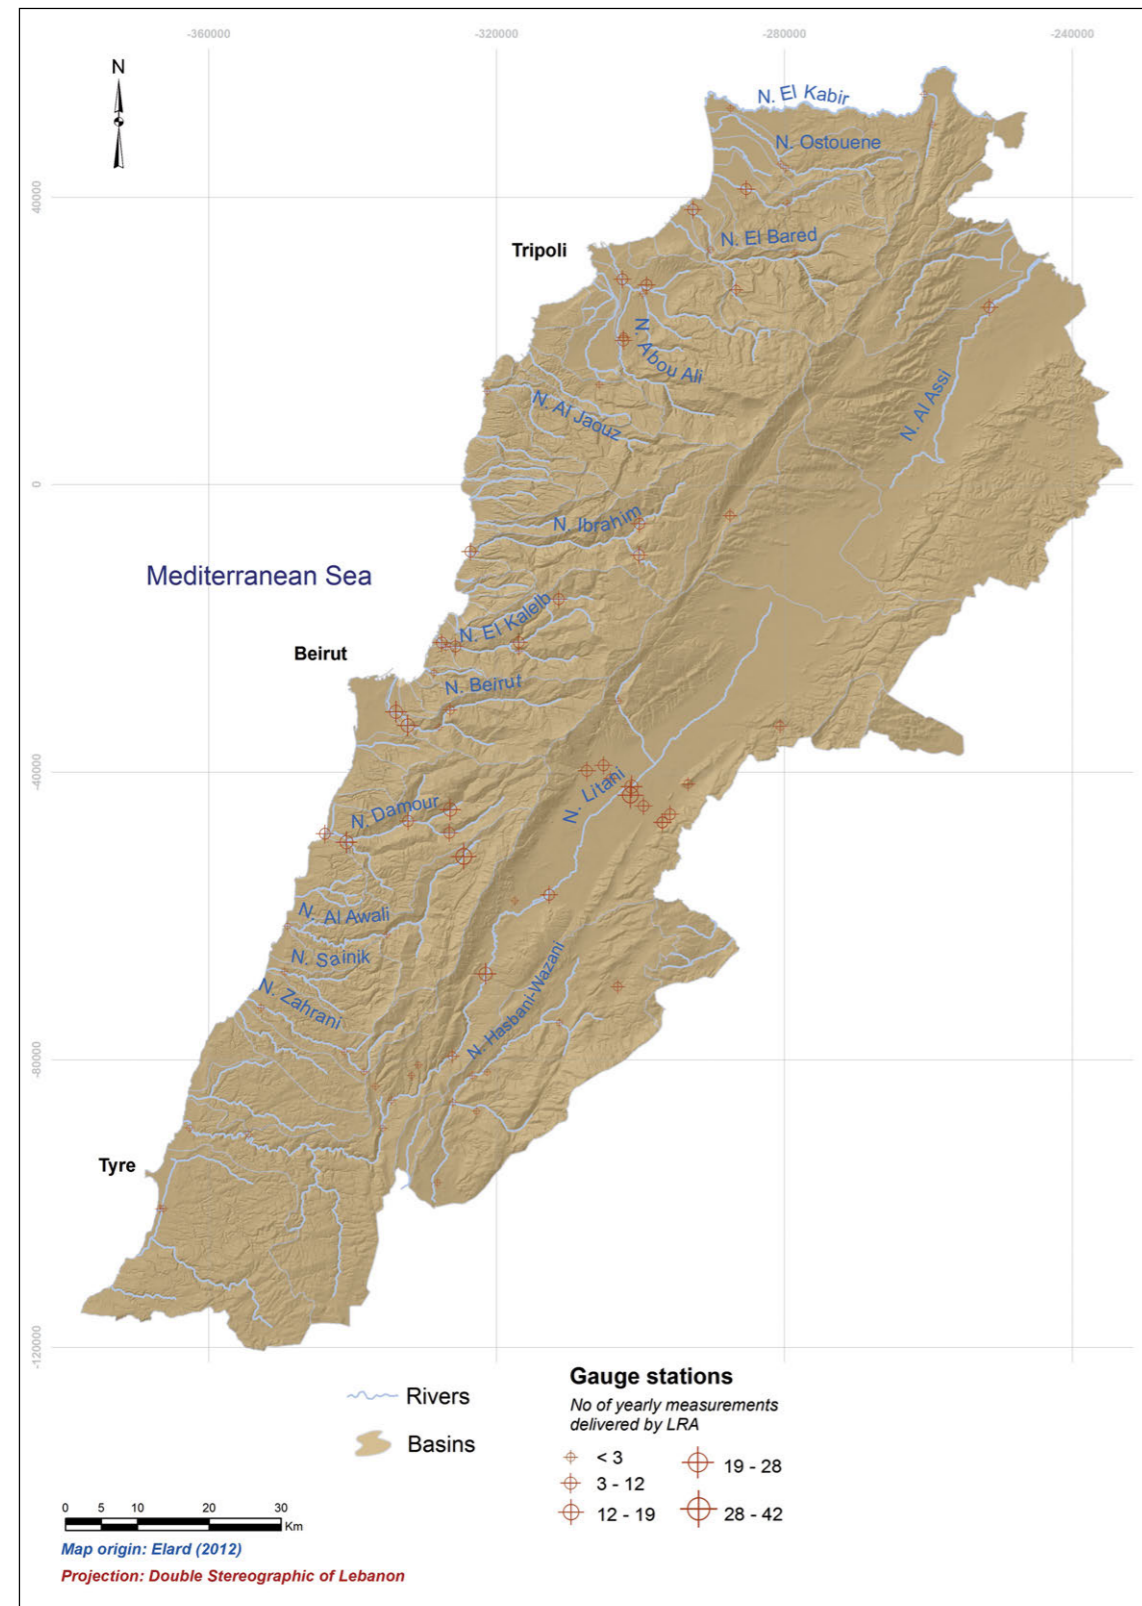 -360000
-320000
-280000
-240000
N
N. El Kabir
N. Ostouene
40000
N. El Bared
Tripoli
N. Abou Ali
N. Al Assi
N. Al Jaouz
0
N. Ibrahim
Mediterranean Sea
N. El Kalelb
Beirut
N. Beirut
-40000
N. Litani
N. Damour
N. Al Awali
N. Sainik
N. Hasbani-Wazani
N. Zahrani
-80000
Tyre
-120000
Gauge stations
Rivers
No of yearly measurements
delivered by LRA
Basins
< 3
19 - 28
3 - 12
12 - 19
28 - 42
0 5 10 20 30
Km
Map origin: Elard (2012)
Projection: Double Stereographic of Lebanon